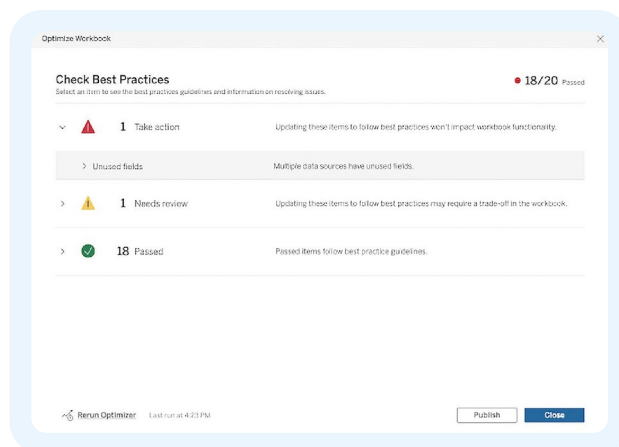 Optimize Workbook
Check Best Practices
18/20 Passed
Select an item to see the best practices guidelines and information on resolving issues.
1 Take action
Updating these items to follow best practices won't impact workbook functionality.
Unused fields
Multiple data sources have unused fields.
1 Needs review
Updating these items to follow best practices may require a trade-off in the workbook.
18 Passed
Passed items follow best practice guidelines.
Rerun Optimizer
Last run at 4:23 PM
Publish
Close